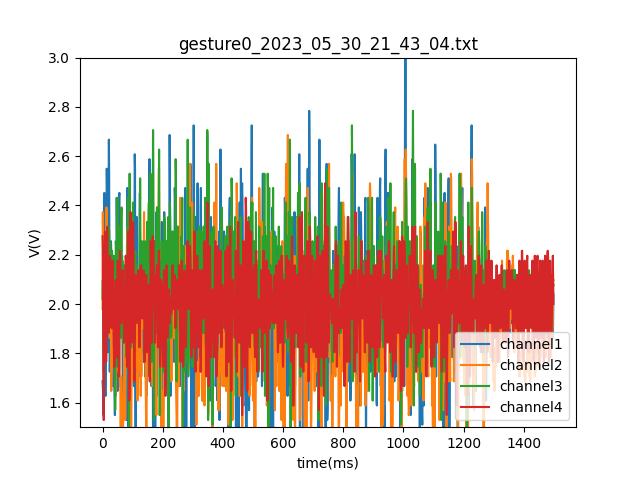 gesture0_2023_05_30_21_43_04.txt
3.0
2.8
2.6
2.4
2.2
2.0
1.8
1.6
V(V)
channel1
channel2
channel3
channel4
0 200 400 600 800 1000 1200 1400
time(ms)